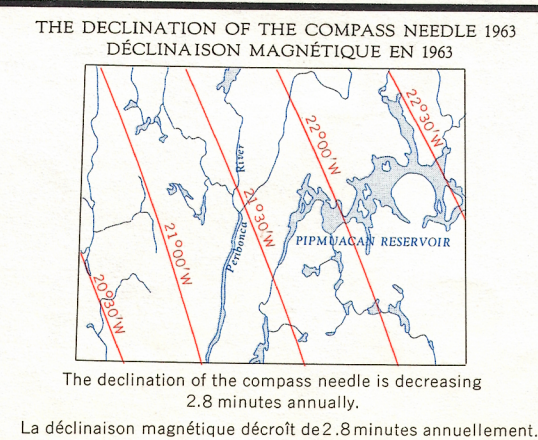 THE DECLINATION OF THE COMPASS NEEDLE 1963
DÉCLINAISON MAGNÉTIQUE EN 1963
22°30'W
22°00'W
River
21°30'W
Peribonca
21°00'W
PIPMUACAN RESERVOIR
20°30'W
The declination of the compass needle is decreasing
2.8 minutes annually.
La déclinaison magnétique décroît de 2.8 minutes annuellement.